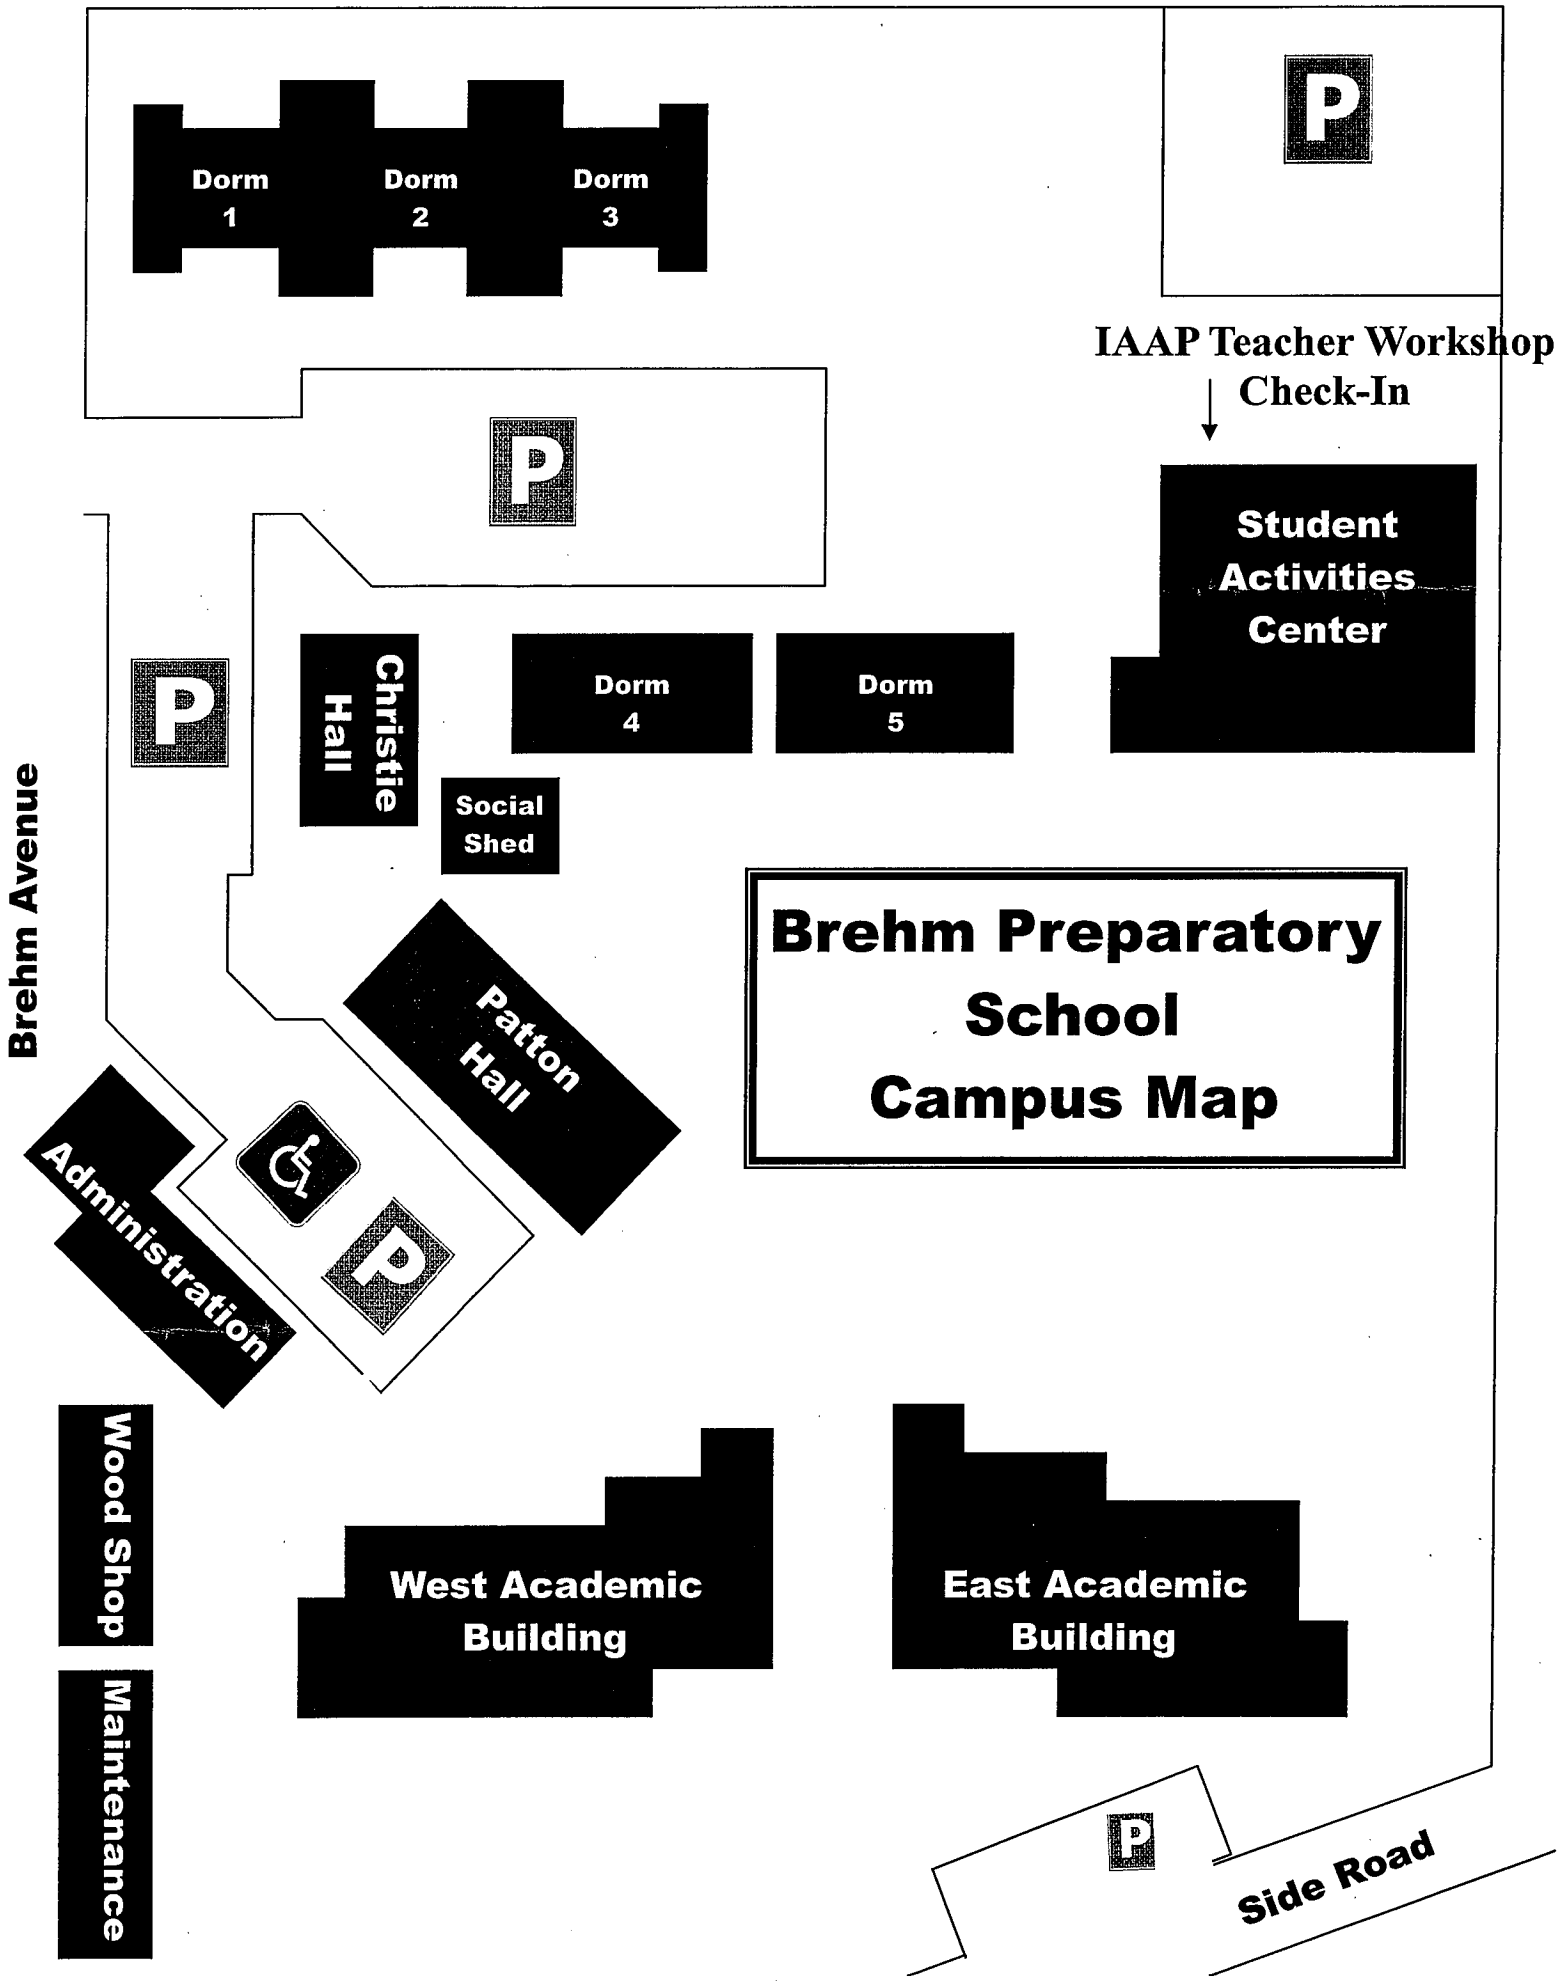 P
Dorm
1
Dorm
2
Dorm
3
IAAP Teacher Workshop
Check-In
P
Student
Activities
Center
P
Christie
Hall
Dorm
4
Dorm
5
Social
Shed
Brehm Avenue
Brehm Preparatory
School
Campus Map
Patton
Hall
Administration
P
Wood Shop
West Academic
Building
East Academic
Building
Maintenance
P
Side Road